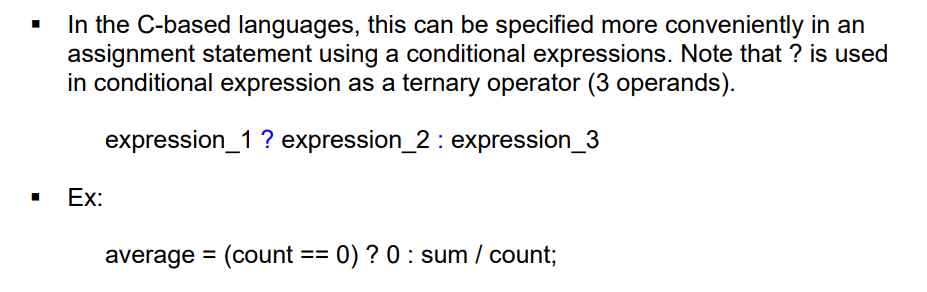 ▪ In the C-based languages, this can be specified more conveniently in an
assignment statement using a conditional expressions. Note that ? is used
in conditional expression as a ternary operator (3 operands).
expression_1 ? expression_2 : expression_3
▪ Ex:
average = (count == 0) ? 0 : sum / count;